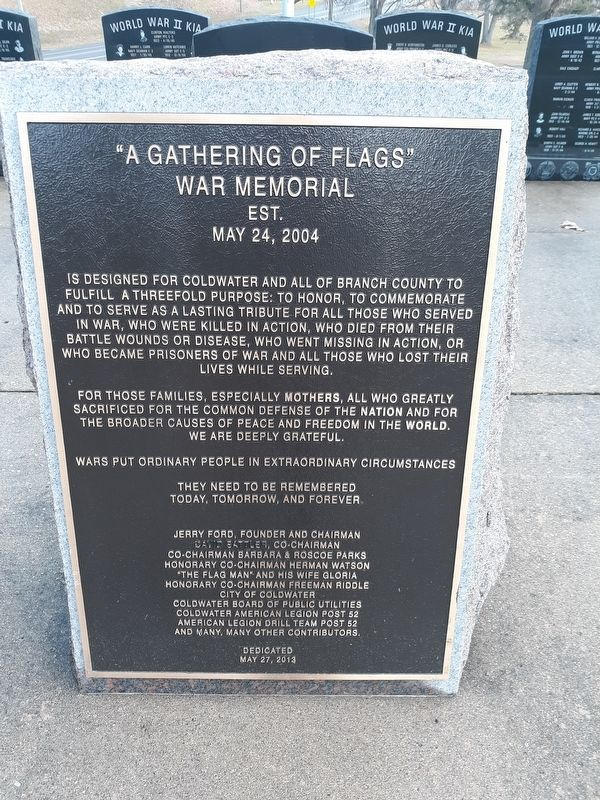 WORLD WAR II KIA
WORLD WAR II KIA
WORLD WA
"A GATHERING OF FLAGS"
WAR MEMORIAL
EST.
MAY 24, 2004
IS DESIGNED FOR COLDWATER AND ALL OF BRANCH COUNTY TO
FULFILL A THREEFOLD PURPOSE: TO HONOR, TO COMMEMORATE
AND TO SERVE AS A LASTING TRIBUTE FOR ALL THOSE WHO SERVED
IN WAR, WHO WERE KILLED IN ACTION, WHO DIED FROM THEIR
BATTLE WOUNDS OR DISEASE, WHO WENT MISSING IN ACTION, OR
WHO BECAME PRISONERS OF WAR AND ALL THOSE WHO LOST THEIR
LIVES WHILE SERVING.
FOR THOSE FAMILIES, ESPECIALLY MOTHERS, ALL WHO GREATLY
SACRIFICED FOR THE COMMON DEFENSE OF THE NATION AND FOR
THE BROADER CAUSES OF PEACE AND FREEDOM IN THE WORLD.
WE ARE DEEPLY GRATEFUL.
WARS PUT ORDINARY PEOPLE IN EXTRAORDINARY CIRCUMSTANCES
THEY NEED TO BE REMEMBERED
TODAY, TOMORROW, AND FOREVER.
JERRY FORD, FOUNDER AND CHAIRMAN
DAVID SATTLER, CO-CHAIRMAN
CO-CHAIRMAN BARBARA & ROSCOE PARKS
HONORARY CO-CHAIRMAN HERMAN WATSON
"THE FLAG MAN" AND HIS WIFE GLORIA
HONORARY CO-CHAIRMAN FREEMAN RIDDLE
CITY OF COLDWATER
COLDWATER BOARD OF PUBLIC UTILITIES
COLDWATER AMERICAN LEGION POST 52
AMERICAN LEGION DRILL TEAM POST 52
AND MANY, MANY OTHER CONTRIBUTORS.
DEDICATED
MAY 27, 2013